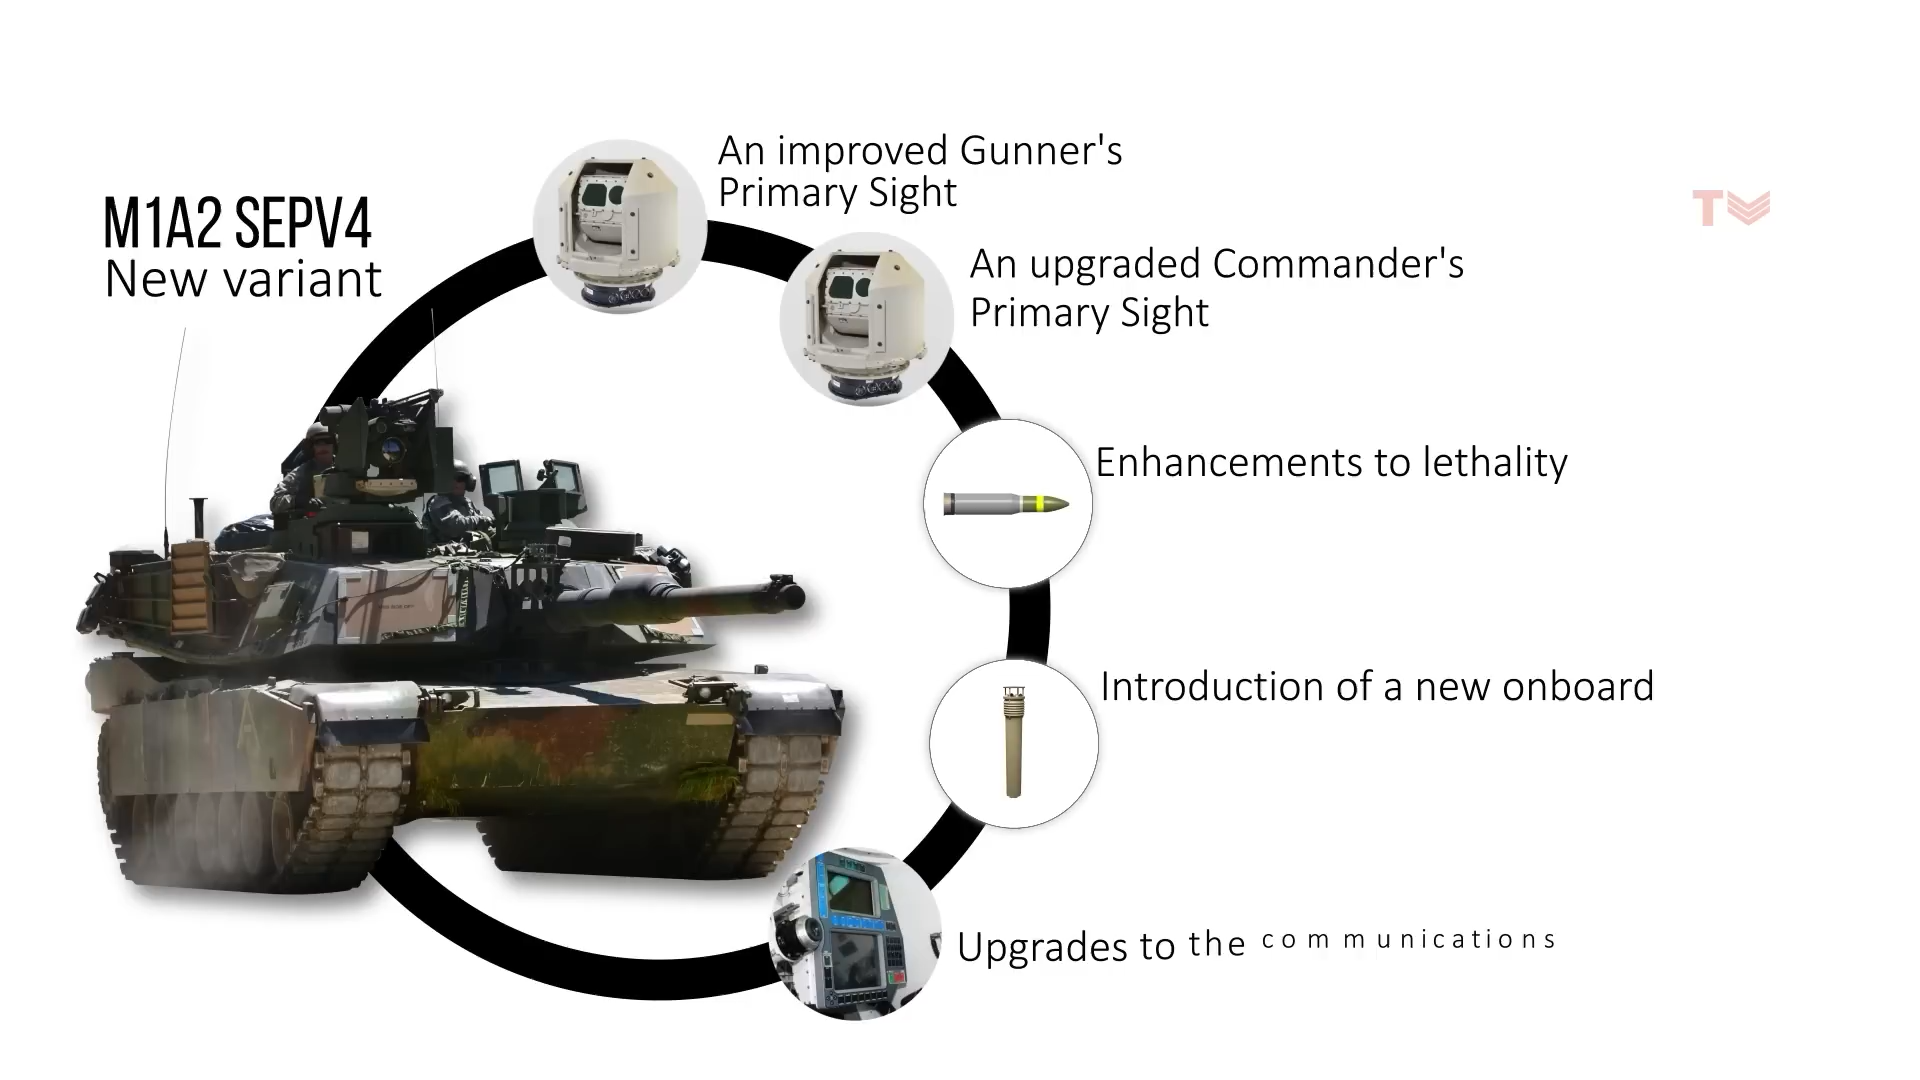 M1A2 SEPV4
New variant
An improved Gunner's
Primary Sight
An upgraded Commander's
Primary Sight
Enhancements to lethality
Introduction of a new onboard
Upgrades to the communications
T